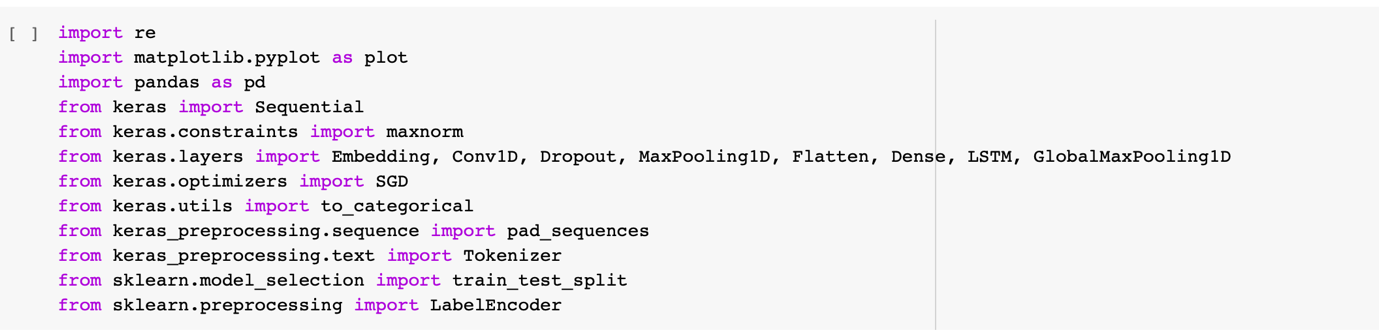 [ ] import re
import matplotlib.pyplot as plot
import pandas as pd
from keras import Sequential
from keras.constraints import maxnorm
from keras.layers import Embedding, Conv1D, Dropout, MaxPooling1D, Flatten, Dense, LSTM, GlobalMaxPooling1D
from keras.optimizers import SGD
from keras.utils import to_categorical
from keras_preprocessing.sequence import pad_sequences
from keras_preprocessing.text import Tokenizer
from sklearn.model_selection import train_test_split
from sklearn.preprocessing import LabelEncoder